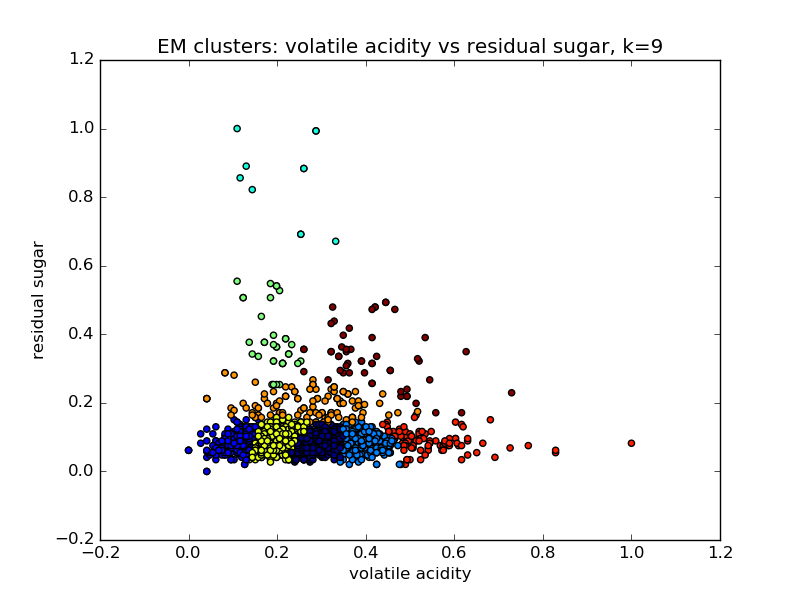 EM clusters: volatile acidity vs residual sugar, k=9
1.2
1.0
0.8
0.6
0.4
0.2
0.0
−0.2
residual sugar
−0.2 0.0 0.2 0.4 0.6 0.8 1.0 1.2
volatile acidity